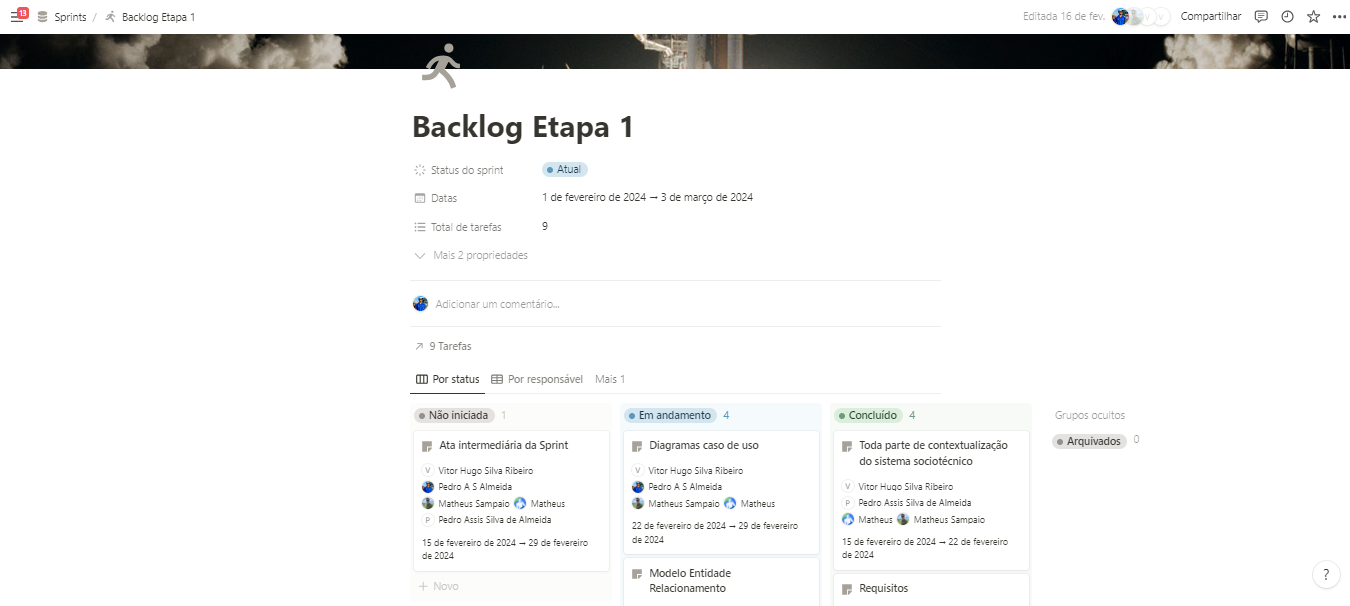 13
Sprints / Backlog Etapa 1
Editada 16 de fev.
V
V
Compartilhar
Backlog Etapa 1
Status do sprint
Atual
Datas
1 de fevereiro de 2024 → 3 de março de 2024
Total de tarefas
9
Mais 2 propriedades
Adicionar um comentário...
9 Tarefas
Por status
Por responsável
Mais 1
Não iniciada 1
Ata intermediária da Sprint
V Vitor Hugo Silva Ribeiro
Pedro A S Almeida
Matheus Sampaio Matheus
P Pedro Assis Silva de Almeida
15 de fevereiro de 2024 → 29 de fevereiro
de 2024
+ Novo
Em andamento 4
Diagramas caso de uso
V Vitor Hugo Silva Ribeiro
Pedro A S Almeida
Matheus Sampaio Matheus
22 de fevereiro de 2024 → 29 de fevereiro
de 2024
Modelo Entidade
Relacionamento
Concluído 4
Toda parte de contextualização
do sistema sociotécnico
V Vitor Hugo Silva Ribeiro
P Pedro Assis Silva de Almeida
Matheus Matheus Sampaio
15 de fevereiro de 2024 → 22 de fevereiro
de 2024
Requisitos
Grupos ocultos
Arquivados 0
?